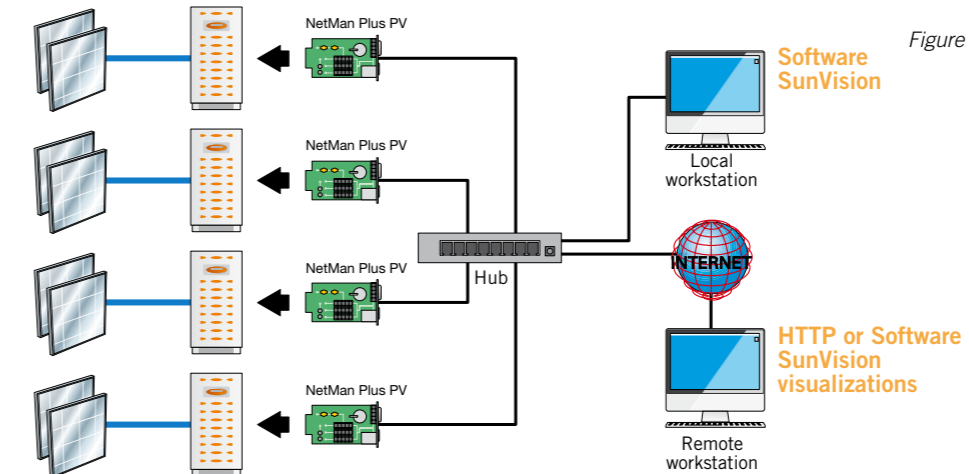 NetMan Plus PV
Figure
Software
SunVision
Local
workstation
NetMan Plus PV
Hub
INTERNET
NetMan Plus PV
HTTP or Software
SunVision
visualizations
NetMan Plus PV
Remote
workstation